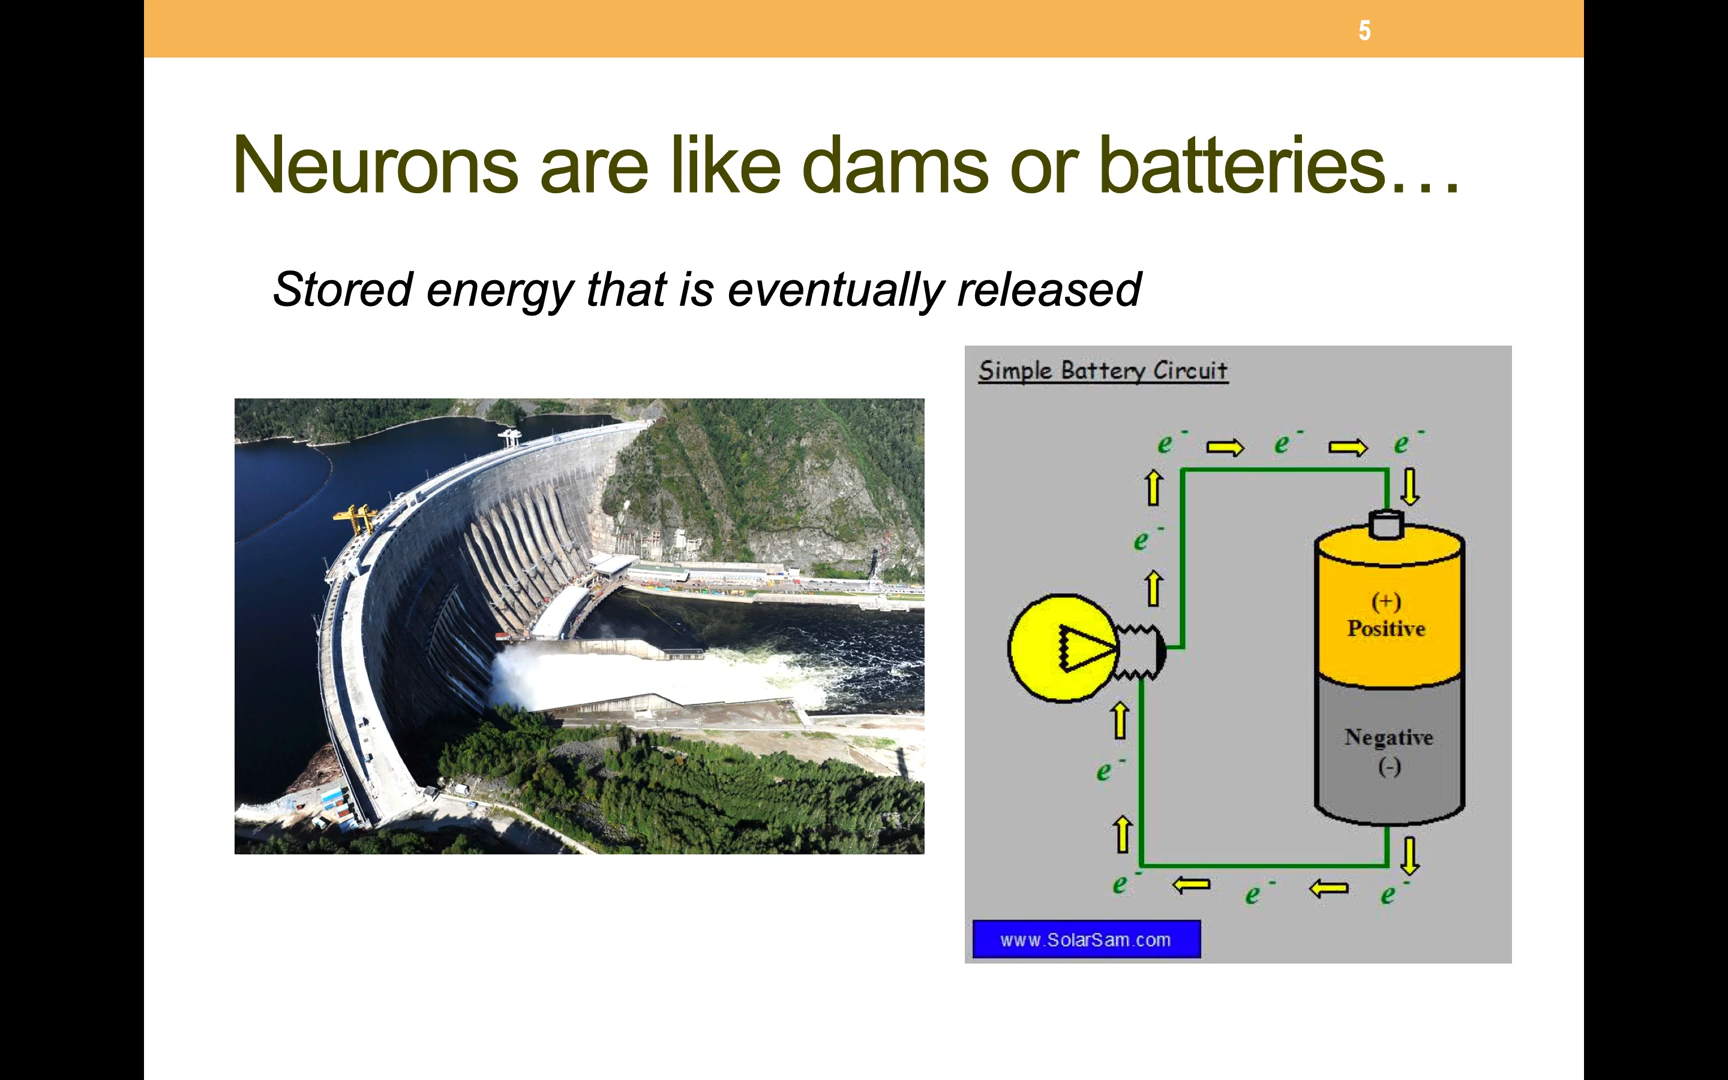 5
Neurons are like dams or batteries…
Stored energy that is eventually released
Simple Battery Circuit
e⁻ e⁻ e⁻
e⁻
(+)
Positive
Negative
(-)
e⁻
e⁻ e⁻ e⁻
www.SolarSam.com